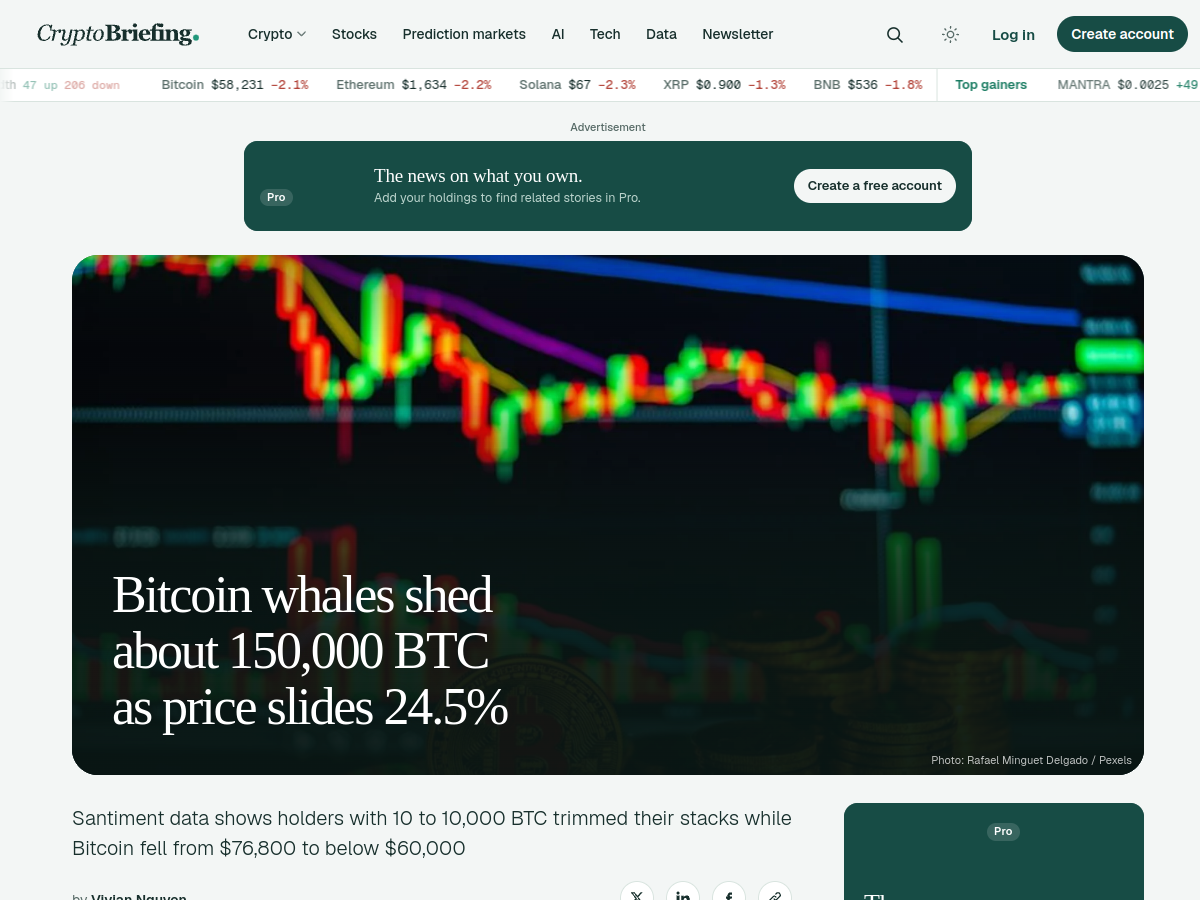 CryptoBriefing.
Crypto Stocks Prediction markets AI Tech Data Newsletter Log in Create account
47 up 206 down Bitcoin $58,231 −2.1% Ethereum $1,634 −2.2% Solana $67 −2.3% XRP $0.900 −1.3% BNB $536 −1.8% Top gainers MANTRA $0.0025 +49
Advertisement
The news on what you own.
Pro
Add your holdings to find related stories in Pro.
Create a free account
Bitcoin whales shed
about 150,000 BTC
as price slides 24.5%
Photo: Rafael Minguet Delgado / Pexels
Santiment data shows holders with 10 to 10,000 BTC trimmed their stacks while
Bitcoin fell from $76,800 to below $60,000
Pro
by Vivian Nguyen